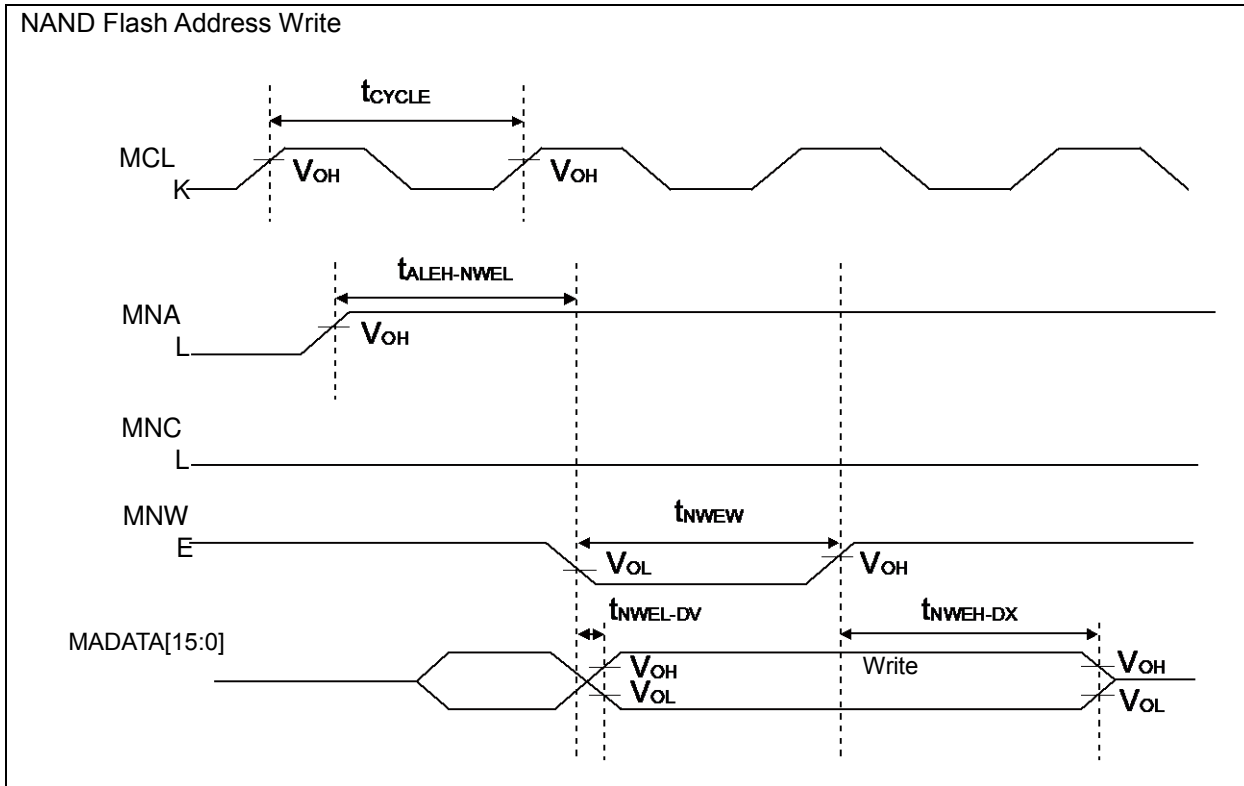 NAND Flash Address Write
tCYCLE
MCL
K
VOH
VOH
tALEH-NWEL
MNA
L
VOH
MNC
L
MNW
E
tNWEW
VOL
VOH
tNWEL-DV
tNWEH-DX
MADATA[15:0]
VOH
Write
VOH
VOL
VOL